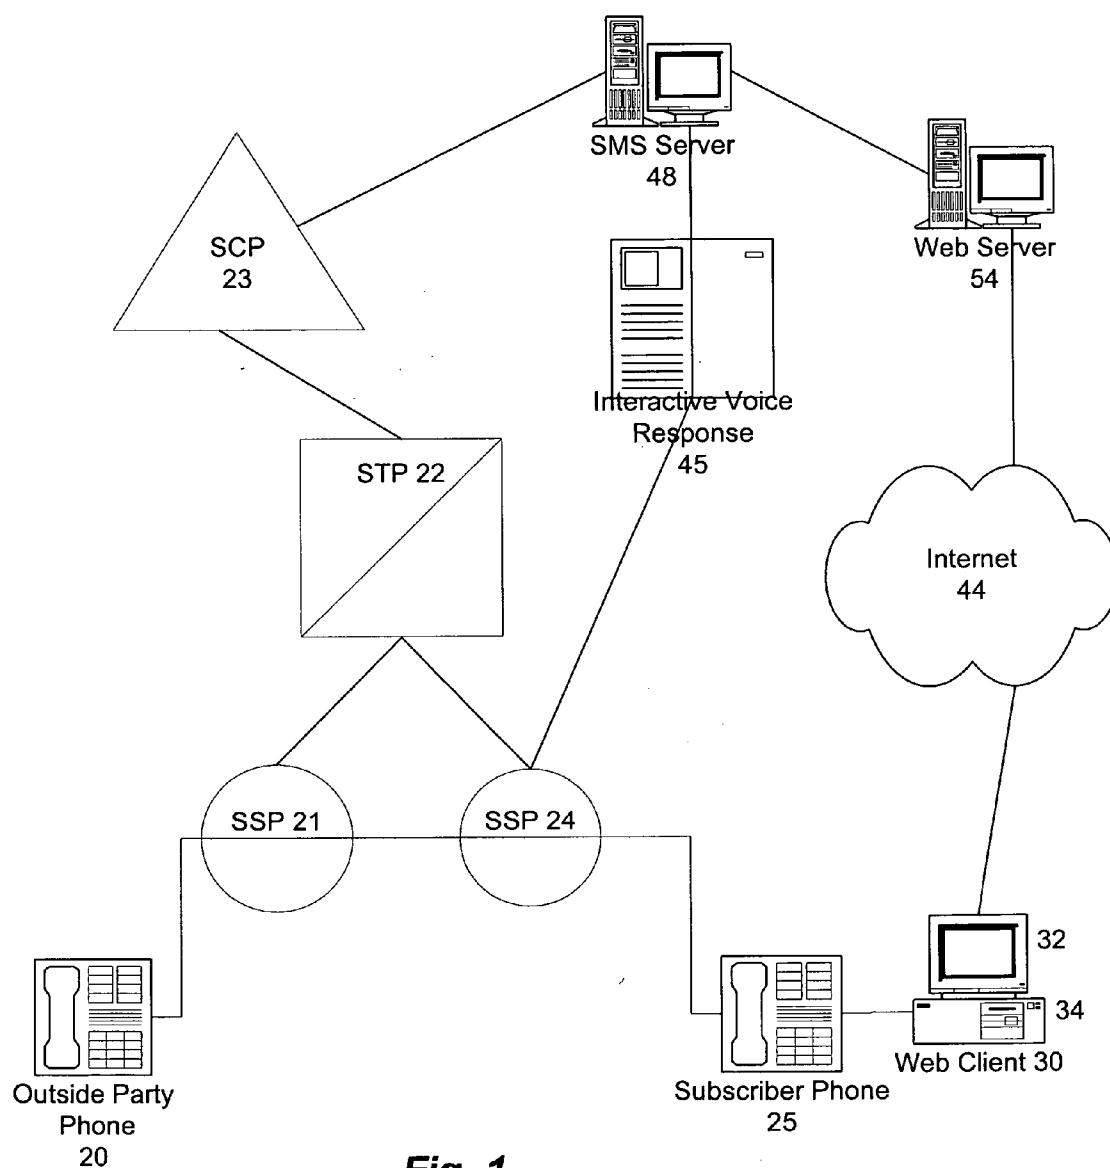 SMS Server
48
Web Server
54
SCP
23
Interactive Voice
Response
45
STP 22
Internet
44
SSP 21
SSP 24
32
34
Web Client 30
Subscriber Phone
25
Outside Party
Phone
20
Fig. 1